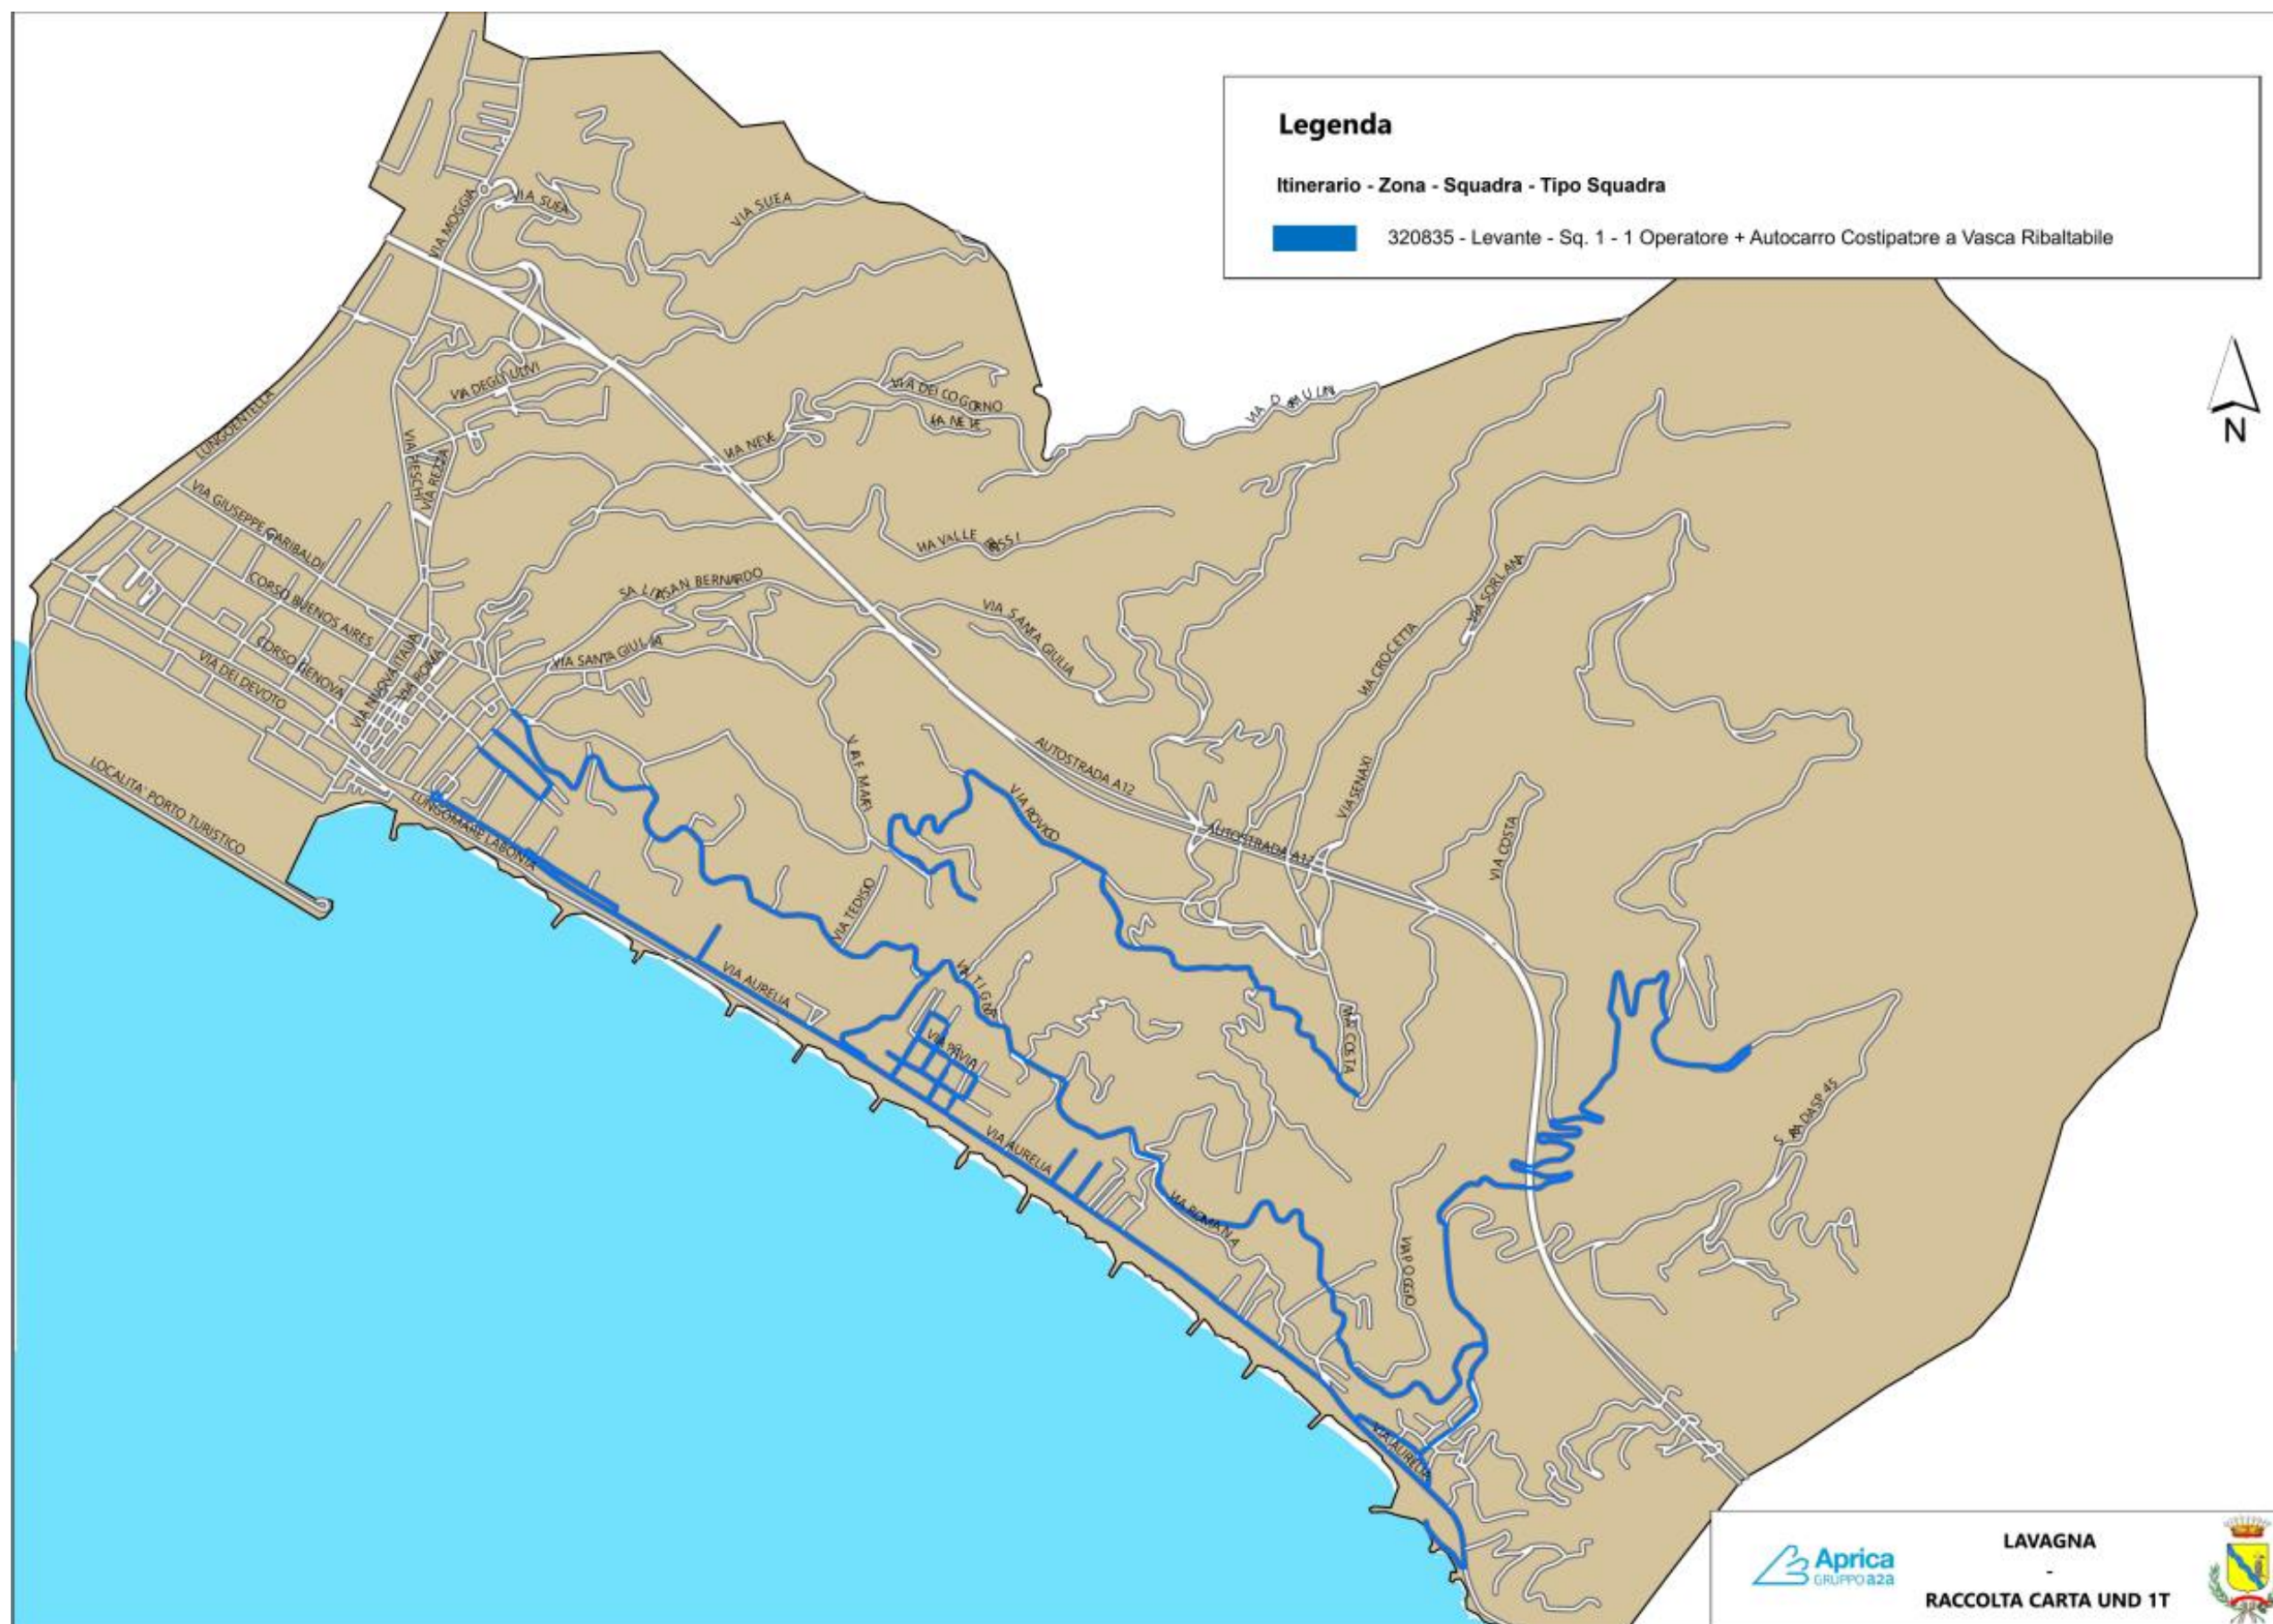 Legenda
Itinerario - Zona - Squadra - Tipo Squadra
320835 - Levante - Sq. 1 - 1 Operatore + Autocarro Costipatore a Vasca Ribaltabile
N
VIA MOGGIA
VIA SUEA
VIA SUEA
VIA DEGLI ULIVI
VIA DEI COGORNO
VIA NEVE
LUNGOENTELLA
VIA REZZA
VIA GIUSEPPE GARIBALDI
VIA VALLE
SAN BERNARDO
CORSO BUENOS AIRES
VIA SORLANA
VIA SANTA GIULIA
VIA SANTA GIULIA
VIA CROCETTA
CORSO GENOVA
VIA NUOVA ITALIA
VIA ROMA
VIA DEI DEVOTO
LOCALITA' PORTO TURISTICO
LUNGOMARE LABONIA
AUTOSTRADA A12
VIA SENAXI
AUTOSTRADA A12
VIA COSTA
VIA TEDISIO
VIA AURELIA
VIA PAVIA
VIA COSTA
VIA AURELIA
VIA ROMANA
VIA POGGIO
VIA AURELIA
Aprica
GRUPPO a2a
LAVAGNA
-
RACCOLTA CARTA UND 1T